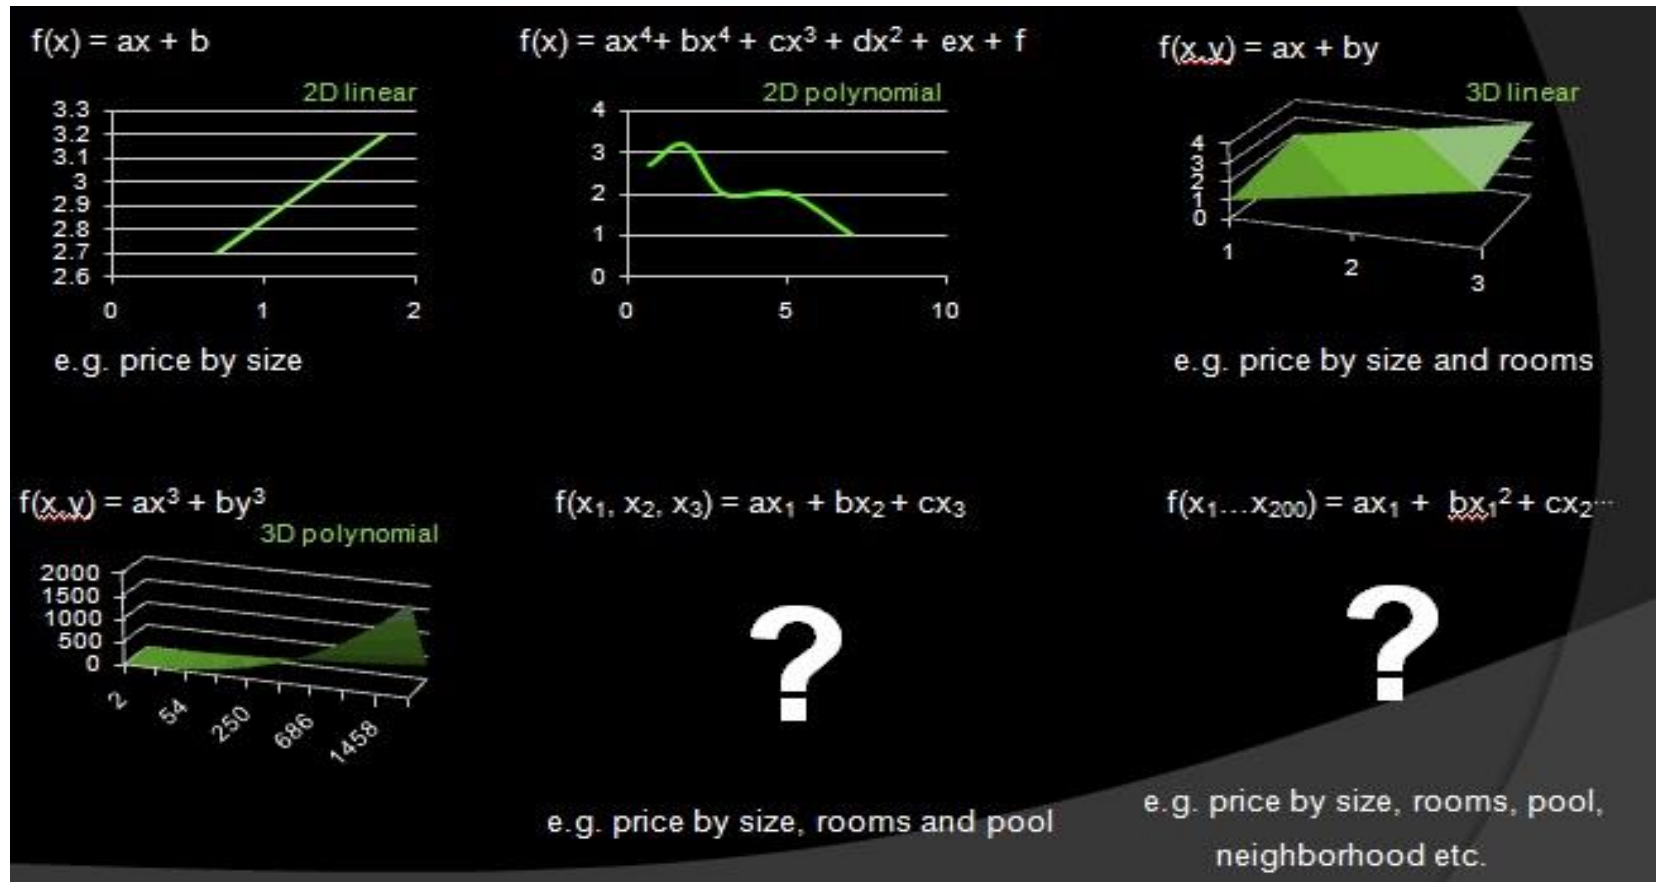 f(x) = ax + b
2D linear
3.3
3.2
3.1
3
2.9
2.8
2.7
2.6
0 1 2
e.g. price by size
f(x) = ax⁴+ bx⁴ + cx³ + dx² + ex + f
2D polynomial
4
3
2
1
0
0 5 10
f(x,y) = ax + by
3D linear
4
3
2
1
0
1 2 3
e.g. price by size and rooms
f(x,y) = ax³ + by³
3D polynomial
2000
1500
1000
500
0
2 54 250 686 1458
f(x₁, x₂, x₃) = ax₁ + bx₂ + cx₃
?
e.g. price by size, rooms and pool
f(x₁…x₂₀₀) = ax₁ + bx₁² + cx₂…
?
e.g. price by size, rooms, pool,
neighborhood etc.